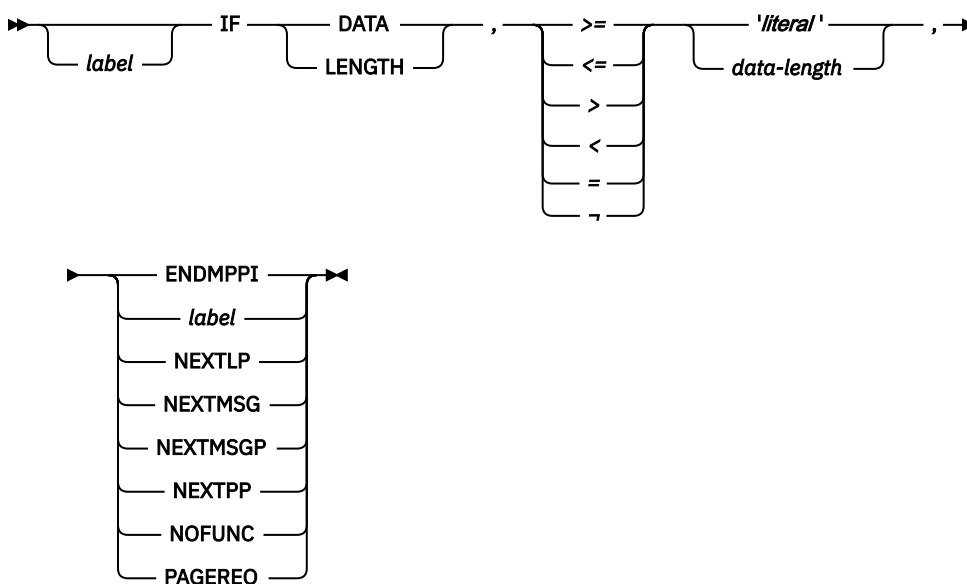 label IF DATA LENGTH , >= <= > < = ¬ 'literal' data-length ,
ENDMPPI
label
NEXTLP
NEXTMSG
NEXTMSGP
NEXTPP
NOFUNC
PAGEREQ